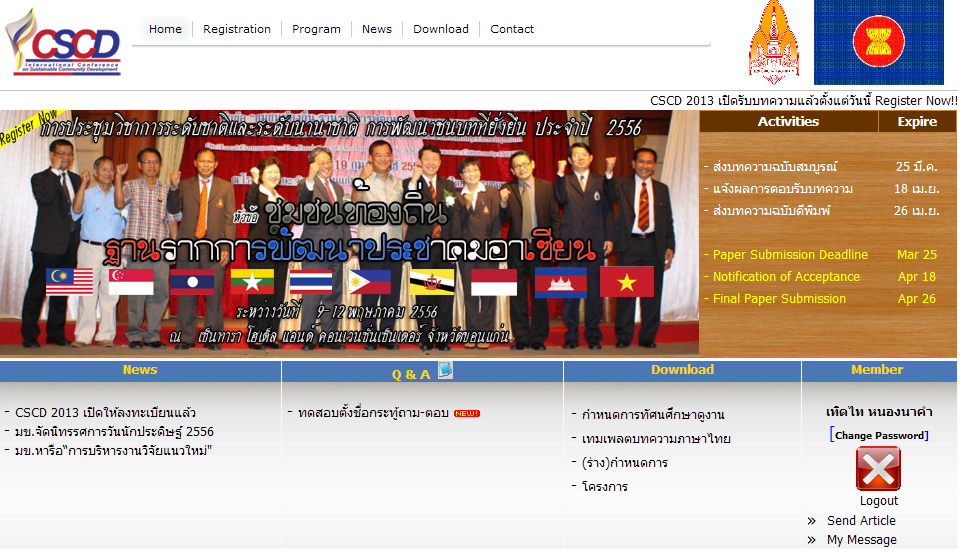 CSCD
International Conference
on Sustainable Community Development
Home
Registration
Program
News
Download
Contact
CSCD 2013 เปิดรับบทความแล้วตั้งแต่วันนี้ Register Now!!
Register Now
การประชุมวิชาการระดับชาติและระดับนานาชาติ การพัฒนาชนบทที่ยั่งยืน ประจำปี 2556
หัวข้อ ชุมชนท้องถิ่น
ฐานรากการพัฒนาประชาคมอาเซียน
ระหว่างวันที่ 9-12 พฤษภาคม 2556
ณ เซ็นทารา โฮเต็ล แอนด์ คอนเวนชั่นเซ็นเตอร์ จังหวัดขอนแก่น
Activities Expire
- ส่งบทความฉบับสมบูรณ์ 25 มี.ค.
- แจ้งผลการตอบรับบทความ 18 เม.ย.
- ส่งบทความฉบับตีพิมพ์ 26 เม.ย.
- Paper Submission Deadline Mar 25
- Notification of Acceptance Apr 18
- Final Paper Submission Apr 26
News
- CSCD 2013 เปิดให้ลงทะเบียนแล้ว
- มข.จัดนิทรรศการวันนักประดิษฐ์ 2556
- มข.หารือ"การบริหารงานวิจัยแนวใหม่"
Q & A
- ทดสอบตั้งชื่อกระทู้ถาม-ตอบ NEW!
Download
- กำหนดการทัศนศึกษาดูงาน
- เทมเพลตบทความภาษาไทย
- (ร่าง)กำหนดการ
- โครงการ
Member
เทิดไท หนองนาคำ
[Change Password]
Logout
» Send Article
» My Message